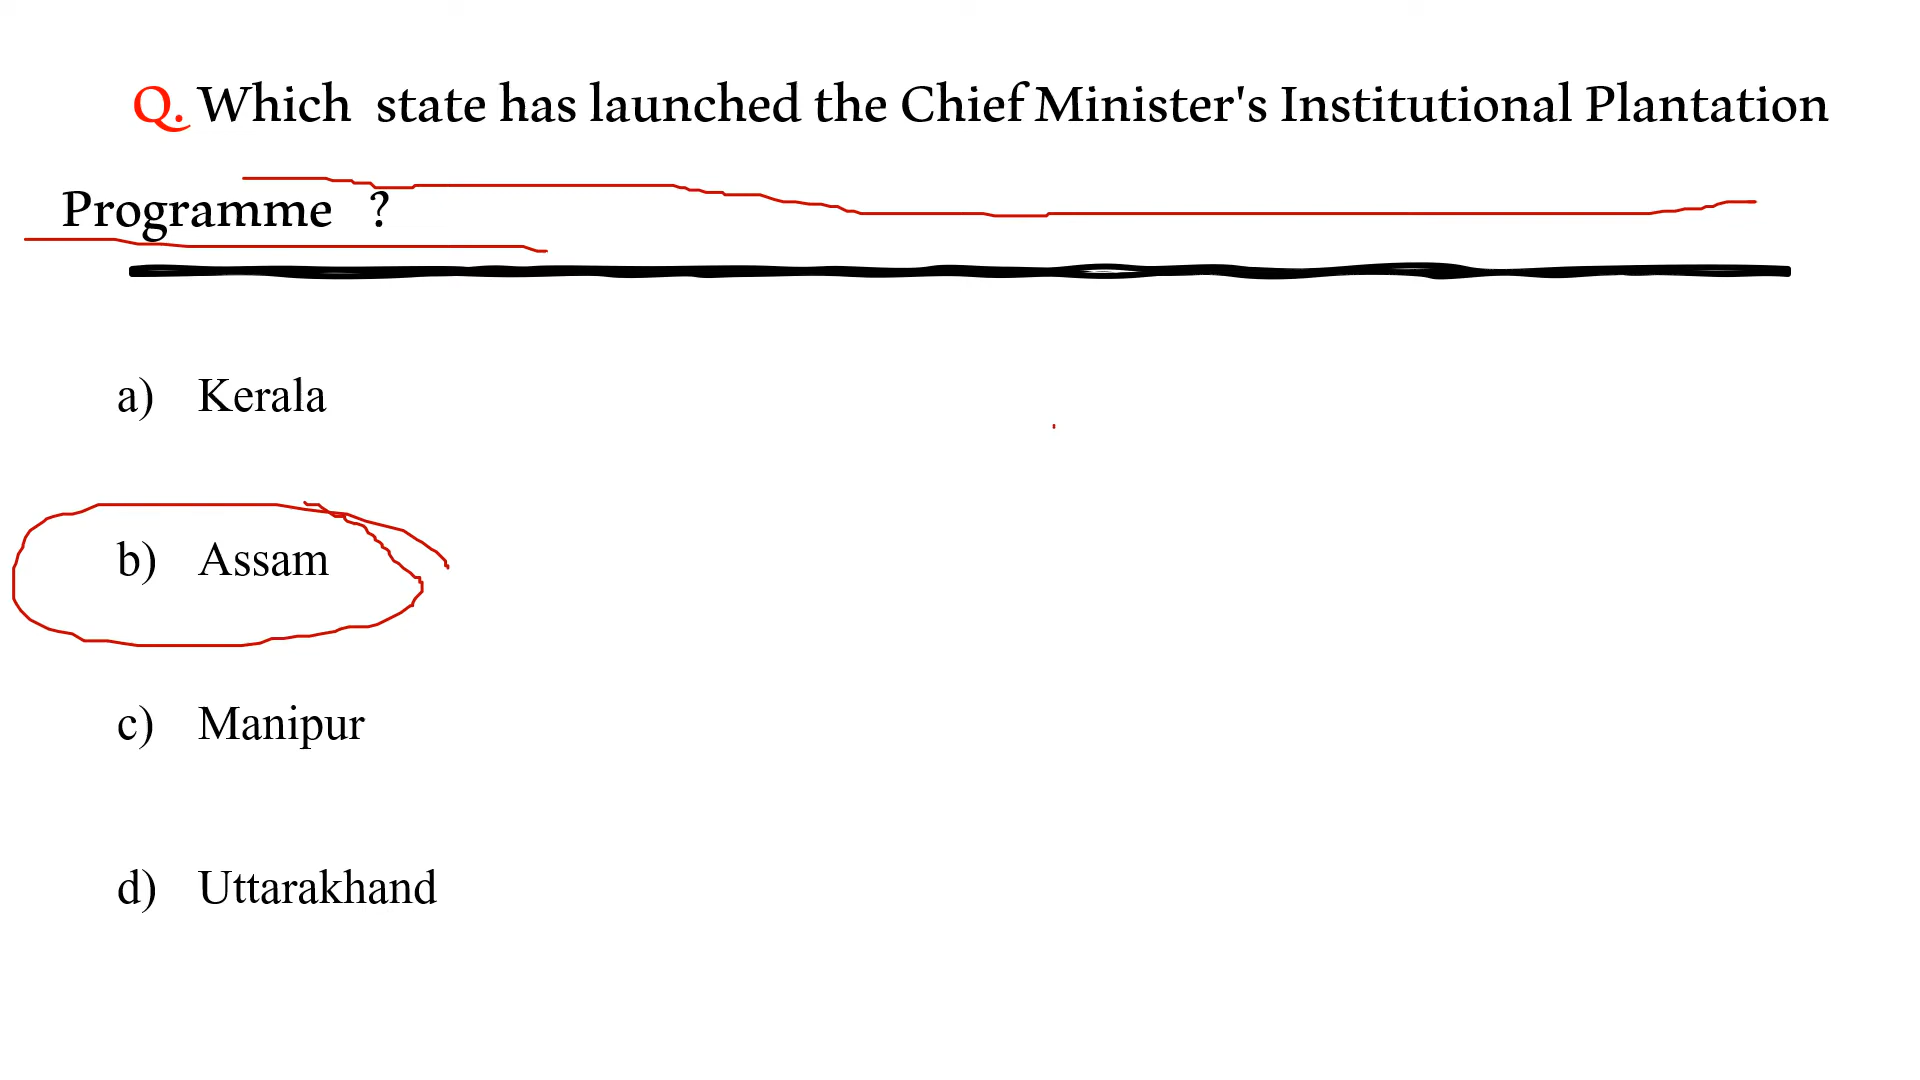 Q. Which state has launched the Chief Minister's Institutional Plantation
Programme ?
a) Kerala
b) Assam
c) Manipur
d) Uttarakhand